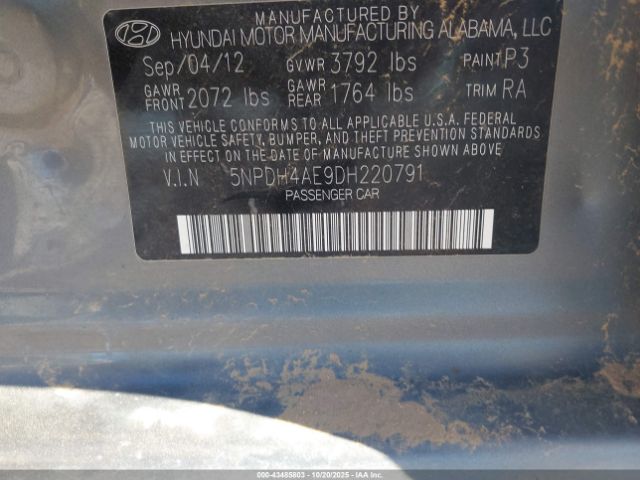 MANUFACTURED BY
HYUNDAI MOTOR MANUFACTURING ALABAMA, LLC
Sep/04/12 GVWR 3792 lbs PAINT P3
GAWR FRONT 2072 lbs GAWR REAR 1764 lbs TRIM RA
THIS VEHICLE CONFORMS TO ALL APPLICABLE U.S.A. FEDERAL
MOTOR VEHICLE SAFETY, BUMPER, AND THEFT PREVENTION STANDARDS
IN EFFECT ON THE DATE OF MANUFACTURE SHOWN ABOVE.
V.I.N 5NPDH4AE9DH220791
PASSENGER CAR
000-43485803 | 10/20/2025 | IAAI.COM